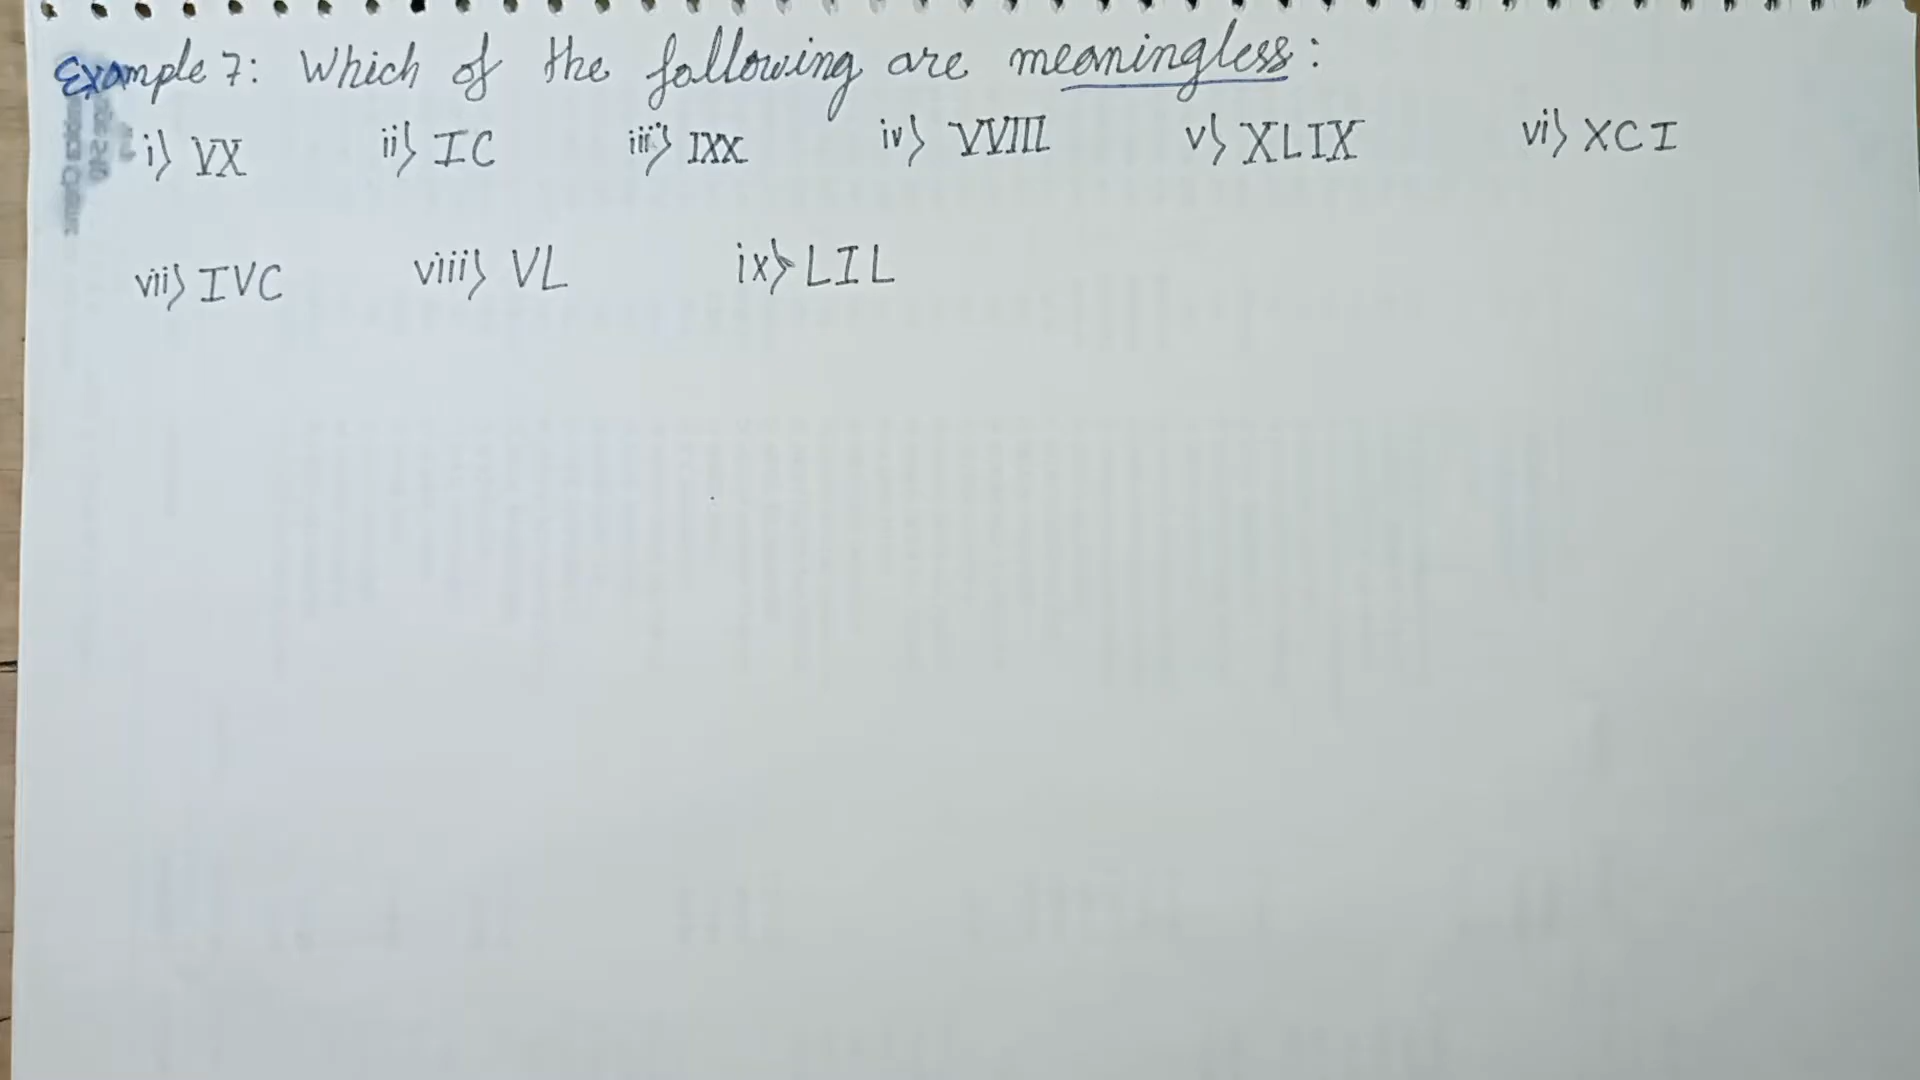 Example 7: Which of the following are meaningless:
i) VX ii) IC iii) IXX iv) VVIII v) XLIX vi) XCI
vii) IVC viii) VL ix) LIL